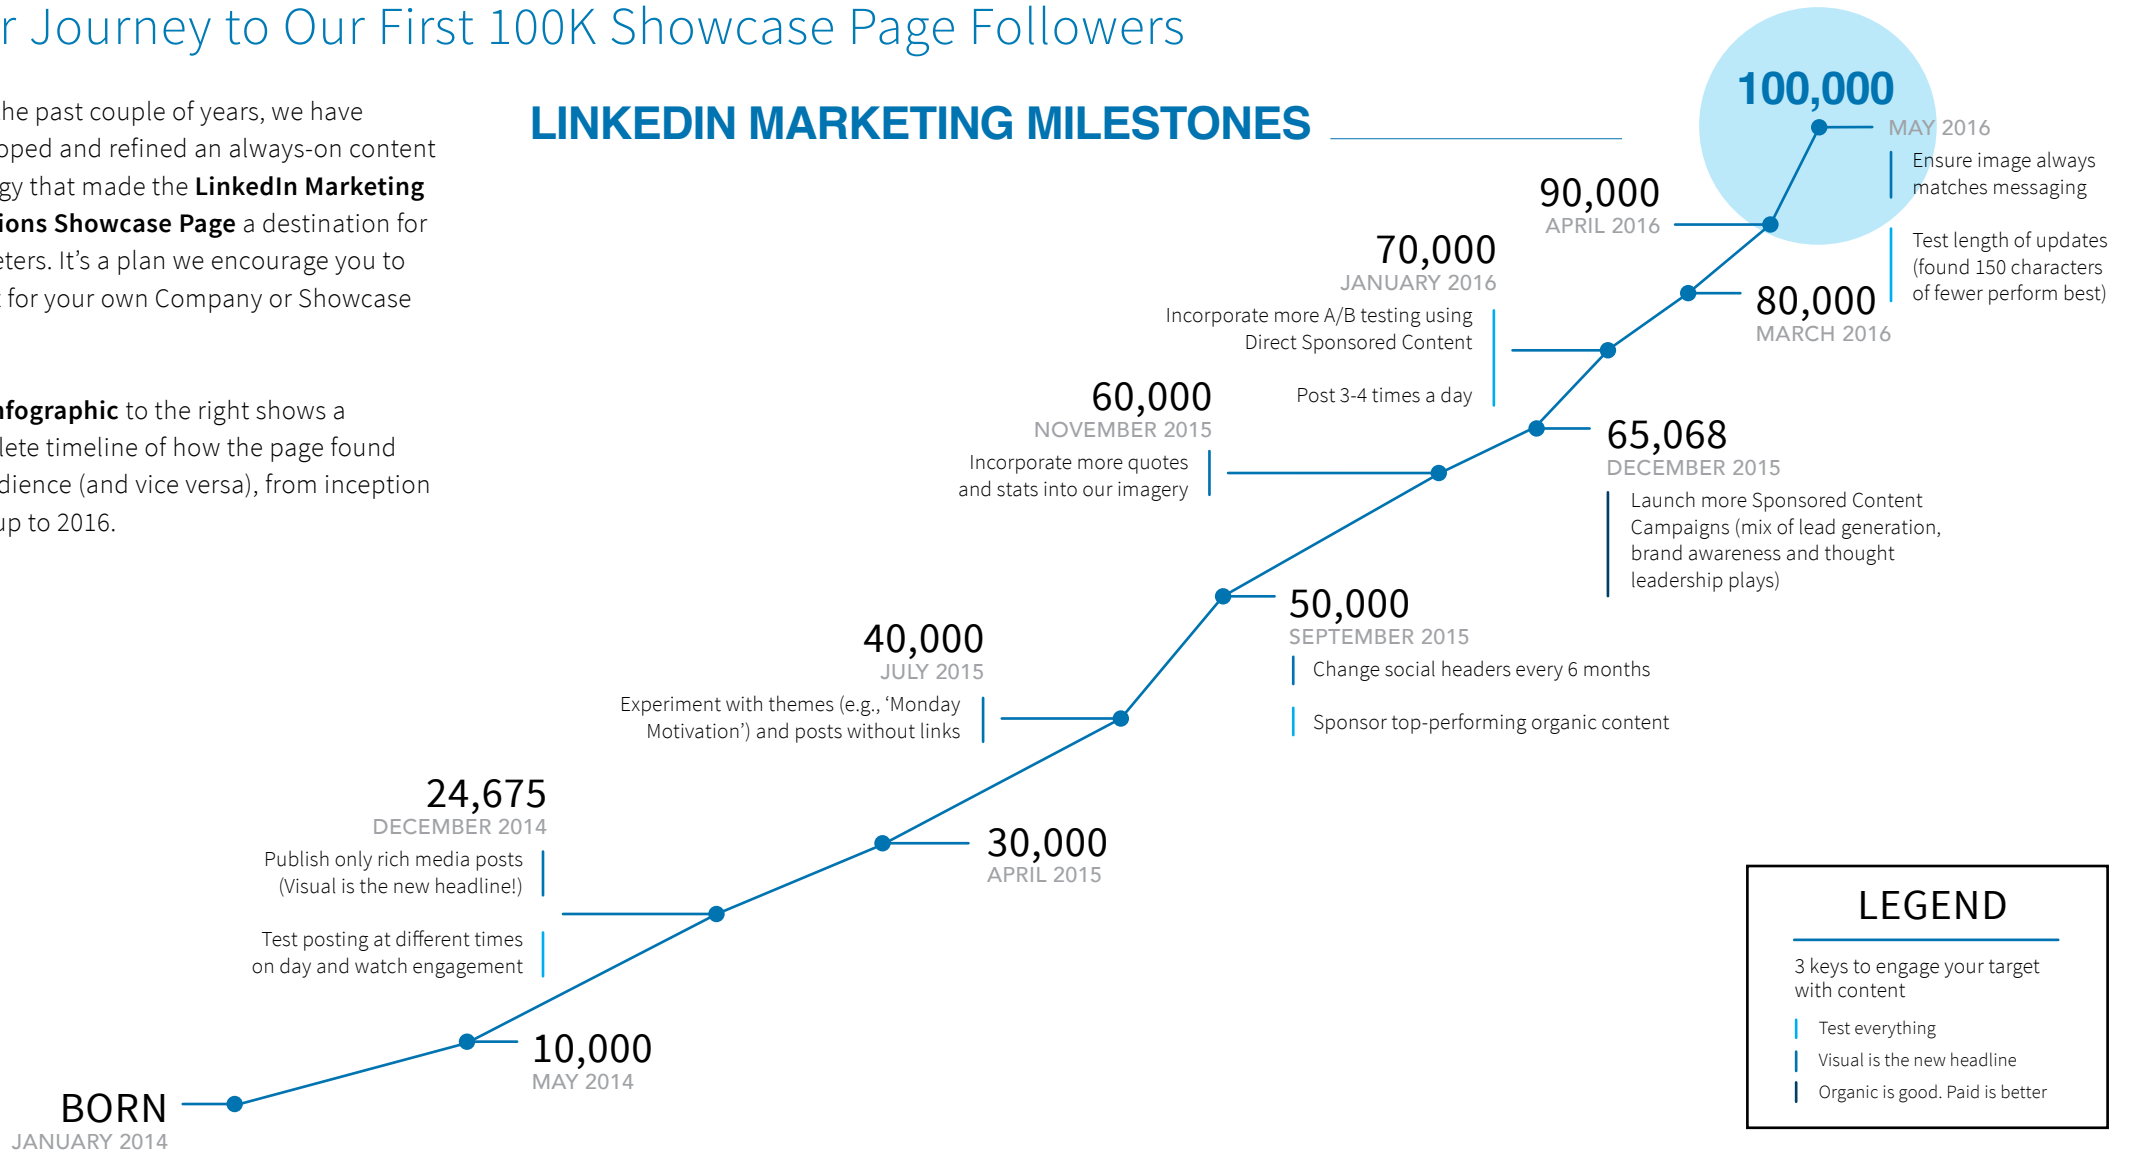 r Journey to Our First 100K Showcase Page Followers
he past couple of years, we have
oped and refined an always-on content
gy that made the LinkedIn Marketing
ions Showcase Page a destination for
eters. It's a plan we encourage you to
for your own Company or Showcase
nfographic to the right shows a
lete timeline of how the page found
dience (and vice versa), from inception
up to 2016.
LINKEDIN MARKETING MILESTONES
100,000
MAY 2016
Ensure image always
matches messaging
Test length of updates
(found 150 characters
of fewer perform best)
90,000
APRIL 2016
80,000
MARCH 2016
70,000
JANUARY 2016
Incorporate more A/B testing using
Direct Sponsored Content
Post 3-4 times a day
65,068
DECEMBER 2015
Launch more Sponsored Content
Campaigns (mix of lead generation,
brand awareness and thought
leadership plays)
60,000
NOVEMBER 2015
Incorporate more quotes
and stats into our imagery
50,000
SEPTEMBER 2015
Change social headers every 6 months
Sponsor top-performing organic content
40,000
JULY 2015
Experiment with themes (e.g., ‘Monday
Motivation’) and posts without links
30,000
APRIL 2015
24,675
DECEMBER 2014
Publish only rich media posts
(Visual is the new headline!)
Test posting at different times
on day and watch engagement
10,000
MAY 2014
BORN
JANUARY 2014
LEGEND
3 keys to engage your target
with content
Test everything
Visual is the new headline
Organic is good. Paid is better